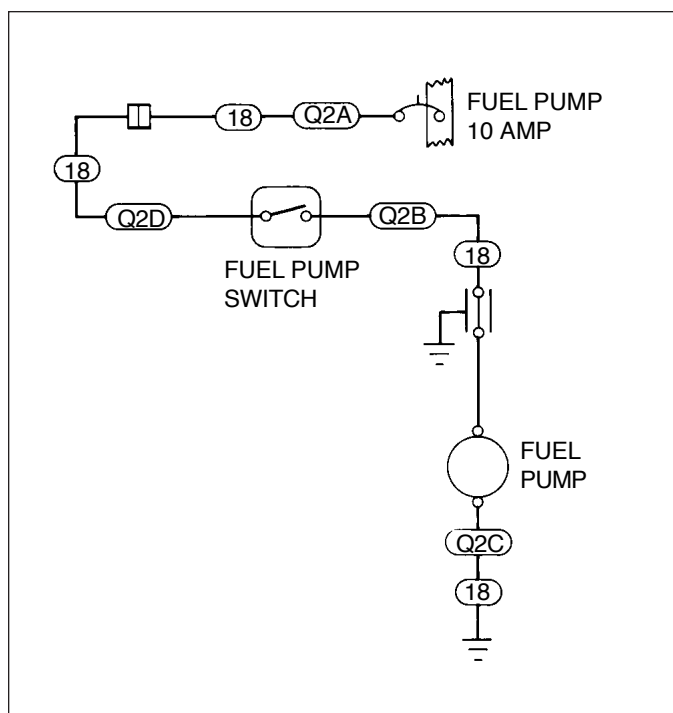 FUEL PUMP
10 AMP
18
Q2A
18
Q2D
Q2B
FUEL PUMP
SWITCH
18
FUEL
PUMP
Q2C
18